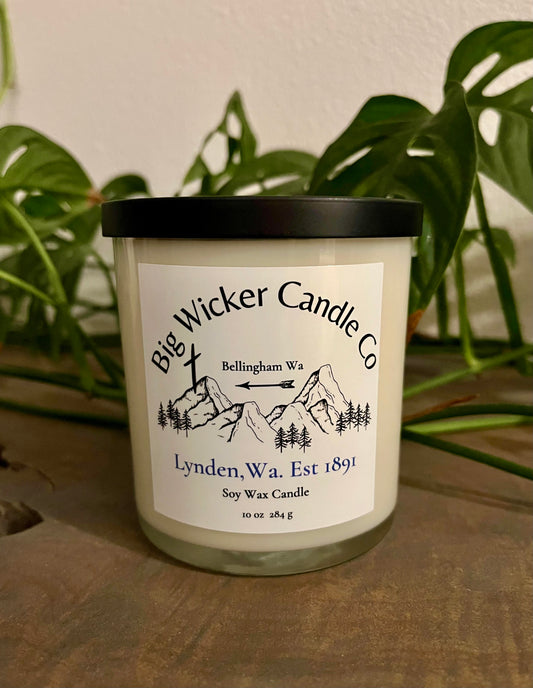 Big Wicker Candle Co
Bellingham Wa
Lynden,Wa. Est 1891
Soy Wax Candle
10 oz 284 g